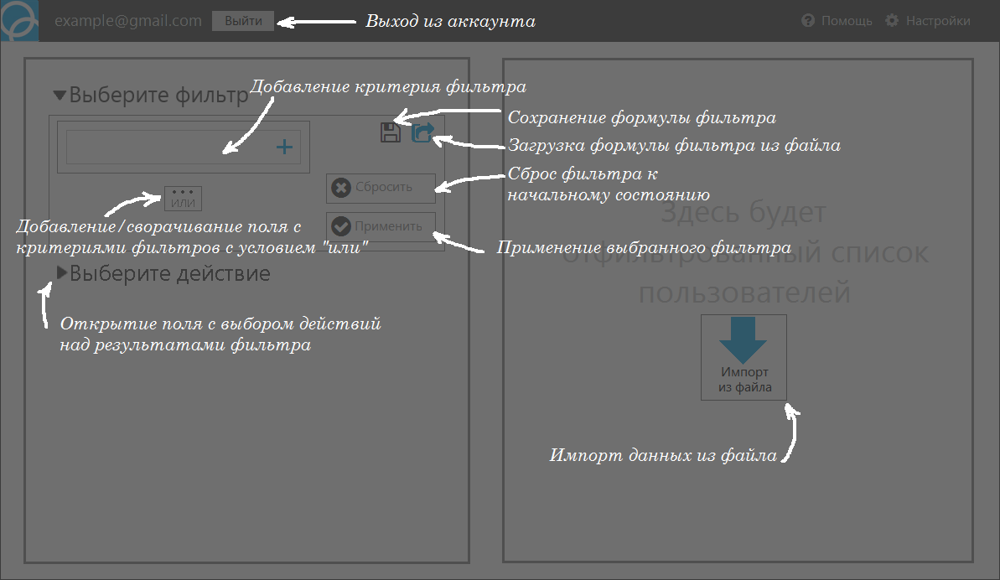 example@gmail.com
Выйти
Выход из аккаунта
Помощь
Настройки
Выберите фильтр
Добавление критерия фильтра
Сохранение формулы фильтра
Загрузка формулы фильтра из файла
Сброс фильтра к
начальному состоянию
Сбросить
ИЛИ
Применить
Добавление/сворачивание поля с
критериями фильтров с условием "или"
Применение выбранного фильтра
Выберите действие
Открытие поля с выбором действий
над результатами фильтра
Здесь будет
отфильтрованный список
пользователей
Импорт
из файла
Импорт данных из файла